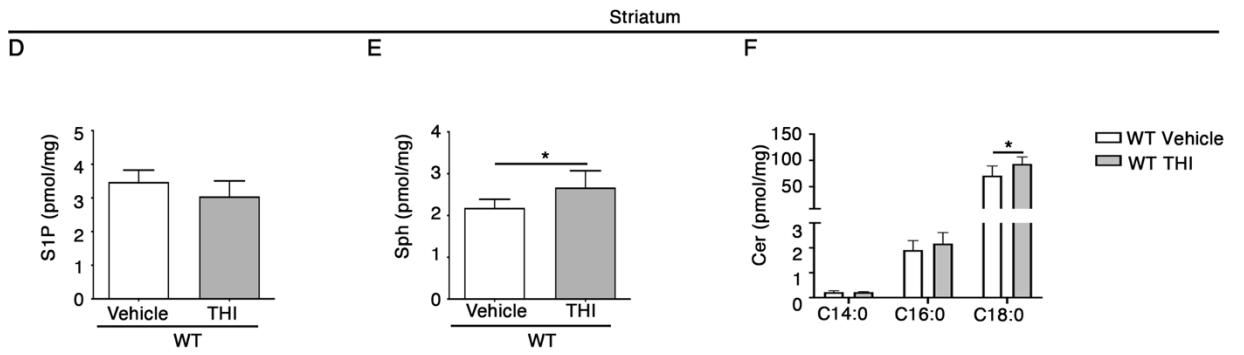 Striatum
D
S1P (pmol/mg)
5
4
3
2
1
0
Vehicle
THI
WT
E
Sph (pmol/mg)
4
3
2
1
0
*
Vehicle
THI
WT
F
Cer (pmol/mg)
150
100
50
3
2
1
0
*
C14:0
C16:0
C18:0
WT Vehicle
WT THI